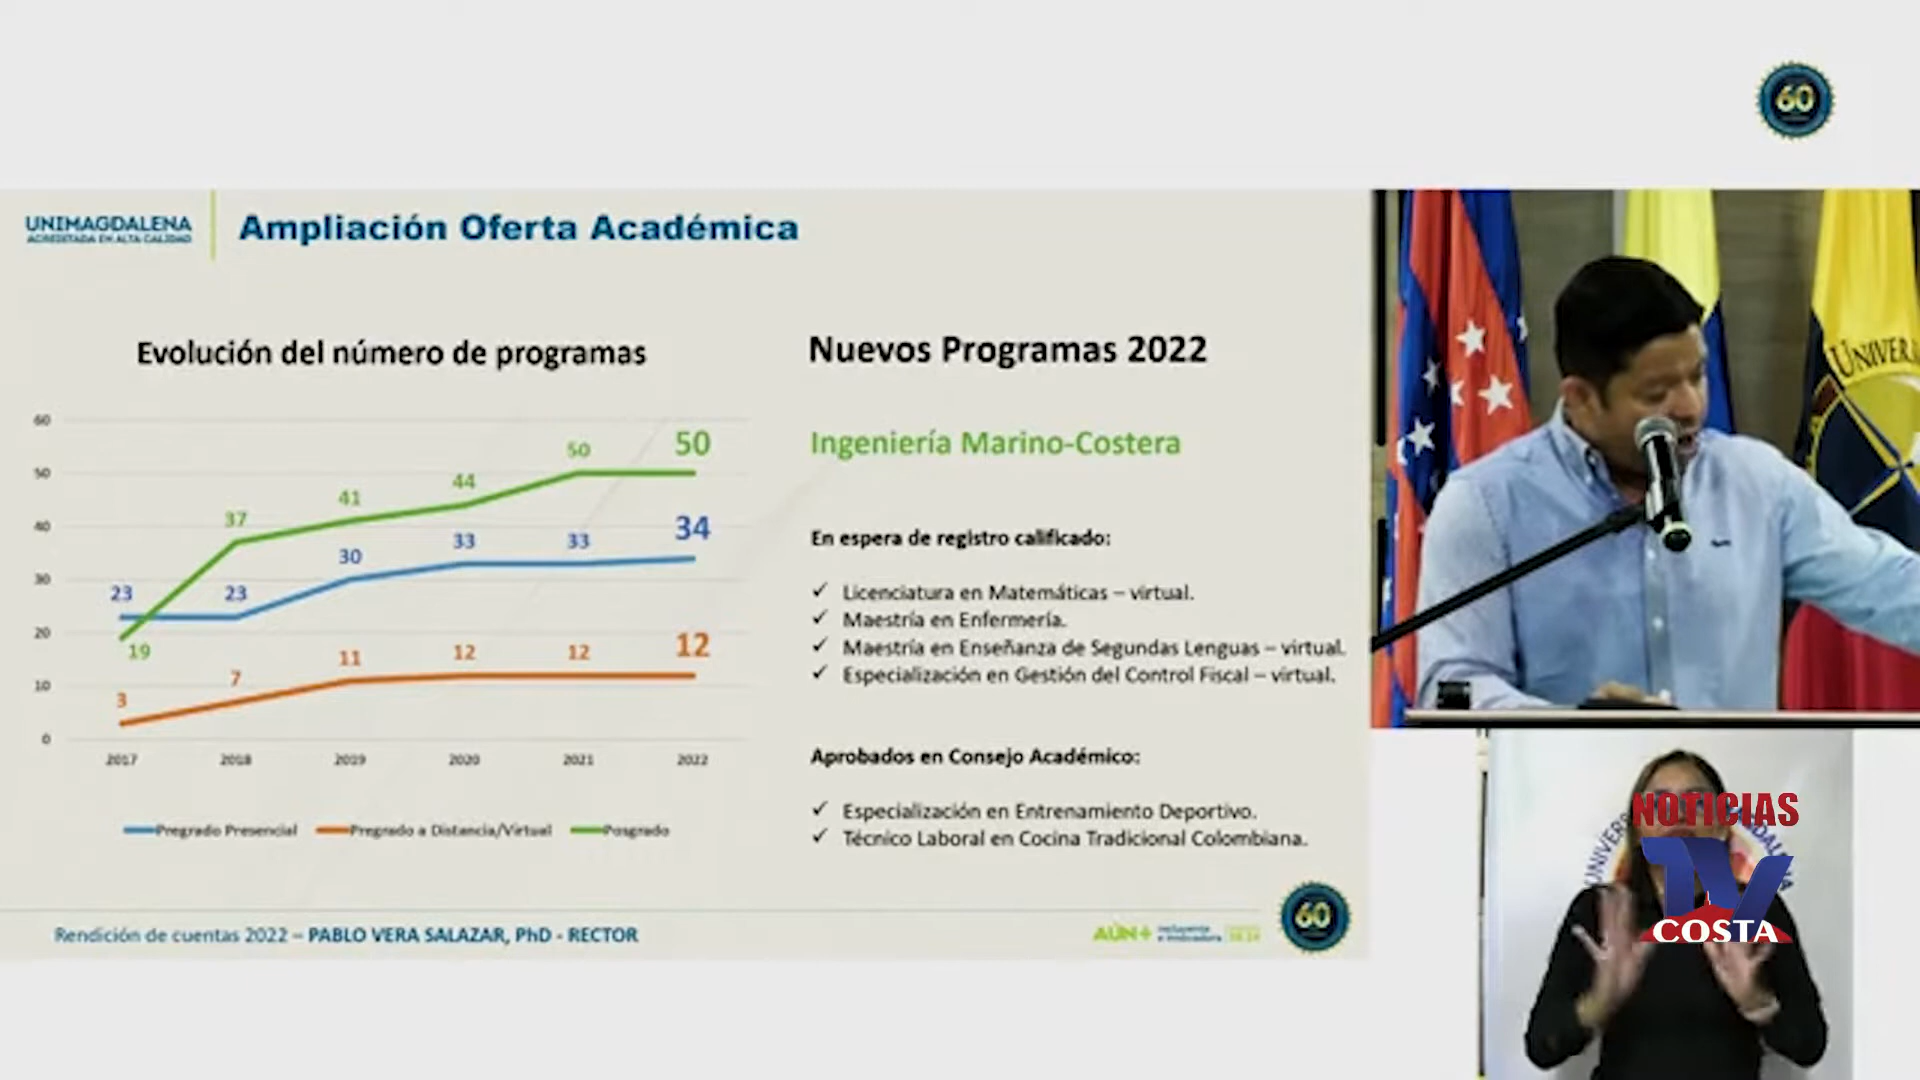 60
UNIMAGDALENA
ACREDITADA EN ALTA CALIDAD
Ampliación Oferta Académica
Evolución del número de programas
60
50
40
30
20
10
0
23
23
30
33
33
34
19
37
41
44
50
50
3
7
11
12
12
12
2017
2018
2019
2020
2021
2022
Pregrado Presencial
Pregrado a Distancia/Virtual
Posgrado
Nuevos Programas 2022
Ingeniería Marino-Costera
En espera de registro calificado:
✓ Licenciatura en Matemáticas – virtual.
✓ Maestría en Enfermería.
✓ Maestría en Enseñanza de Segundas Lenguas – virtual.
✓ Especialización en Gestión del Control Fiscal – virtual.
Aprobados en Consejo Académico:
✓ Especialización en Entrenamiento Deportivo.
✓ Técnico Laboral en Cocina Tradicional Colombiana.
Rendición de cuentas 2022 – PABLO VERA SALAZAR, PhD - RECTOR
AÚN+
60
NOTICIAS
TV
COSTA